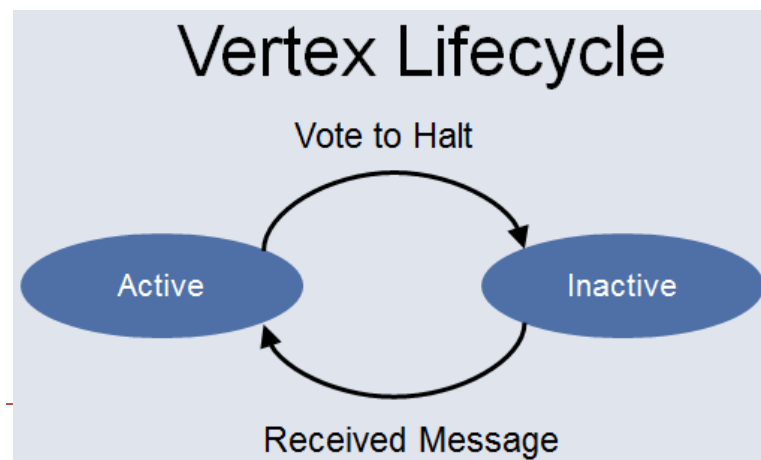 Vertex Lifecycle
Vote to Halt
Active
Inactive
Received Message